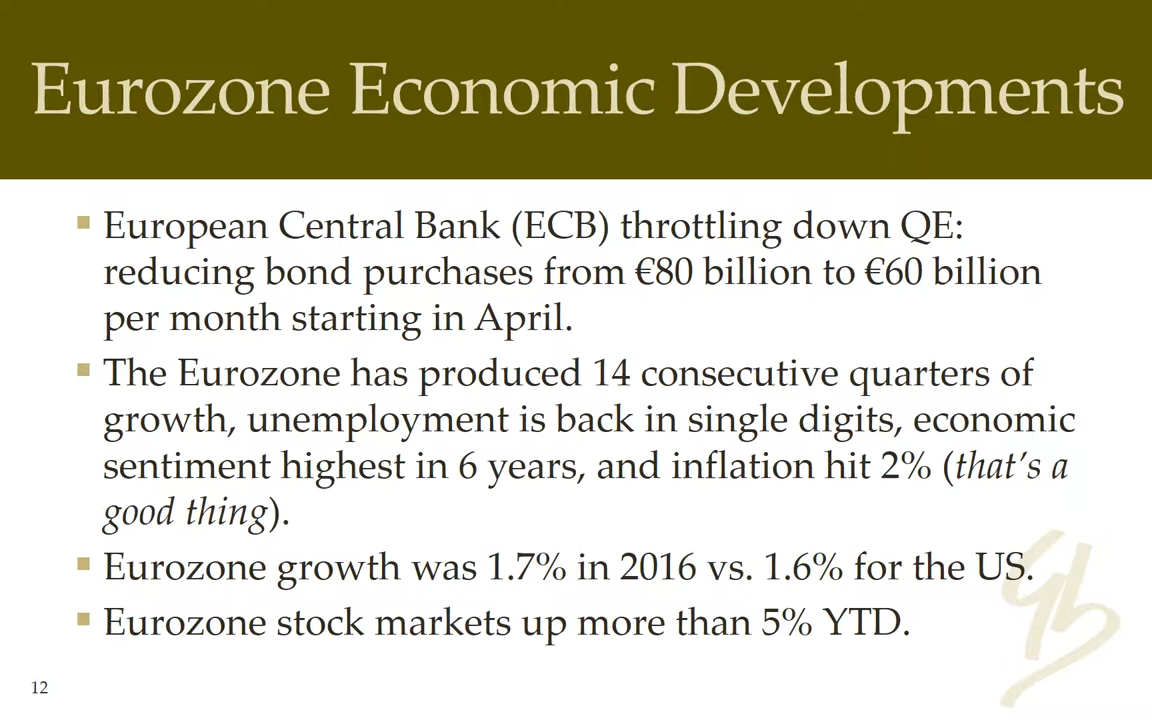 Eurozone Economic Developments
▪ European Central Bank (ECB) throttling down QE:
reducing bond purchases from €80 billion to €60 billion
per month starting in April.
▪ The Eurozone has produced 14 consecutive quarters of
growth, unemployment is back in single digits, economic
sentiment highest in 6 years, and inflation hit 2% (that’s a
good thing).
▪ Eurozone growth was 1.7% in 2016 vs. 1.6% for the US.
▪ Eurozone stock markets up more than 5% YTD.
12